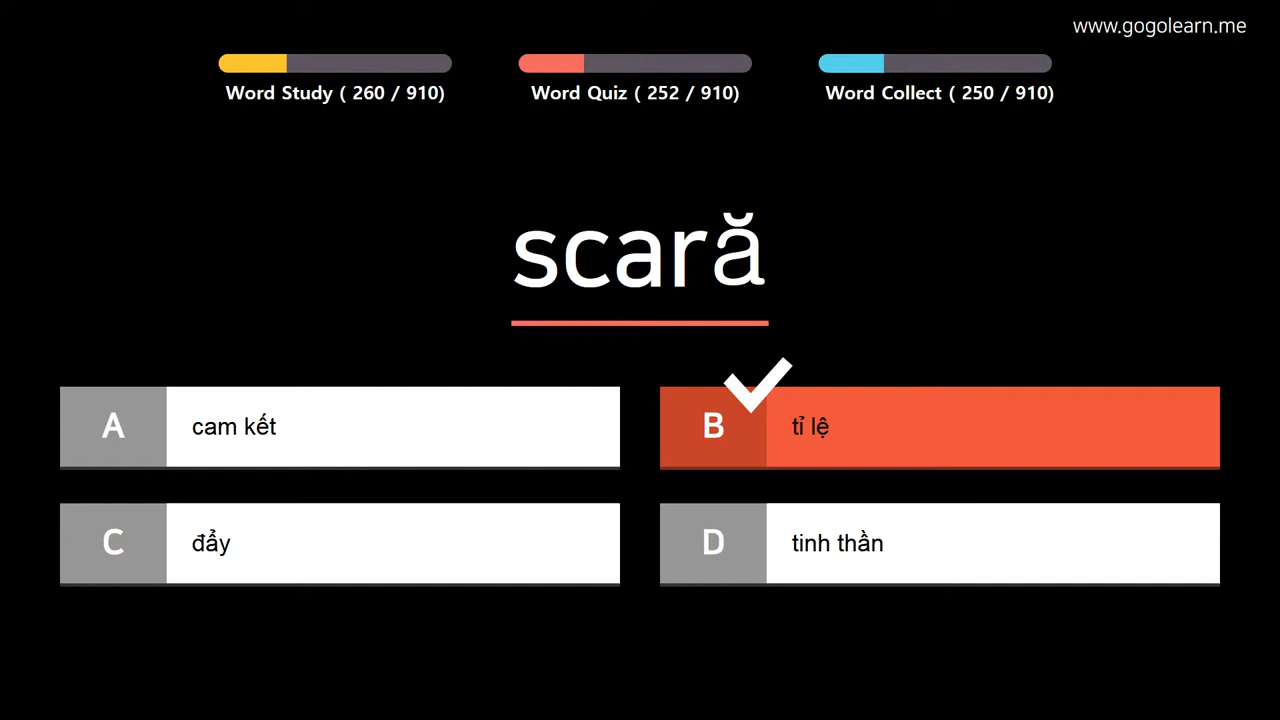 www.gogolearn.me
Word Study ( 260 / 910)
Word Quiz ( 252 / 910)
Word Collect ( 250 / 910)
scară
A
cam kết
B
tỉ lệ
C
đẩy
D
tinh thần